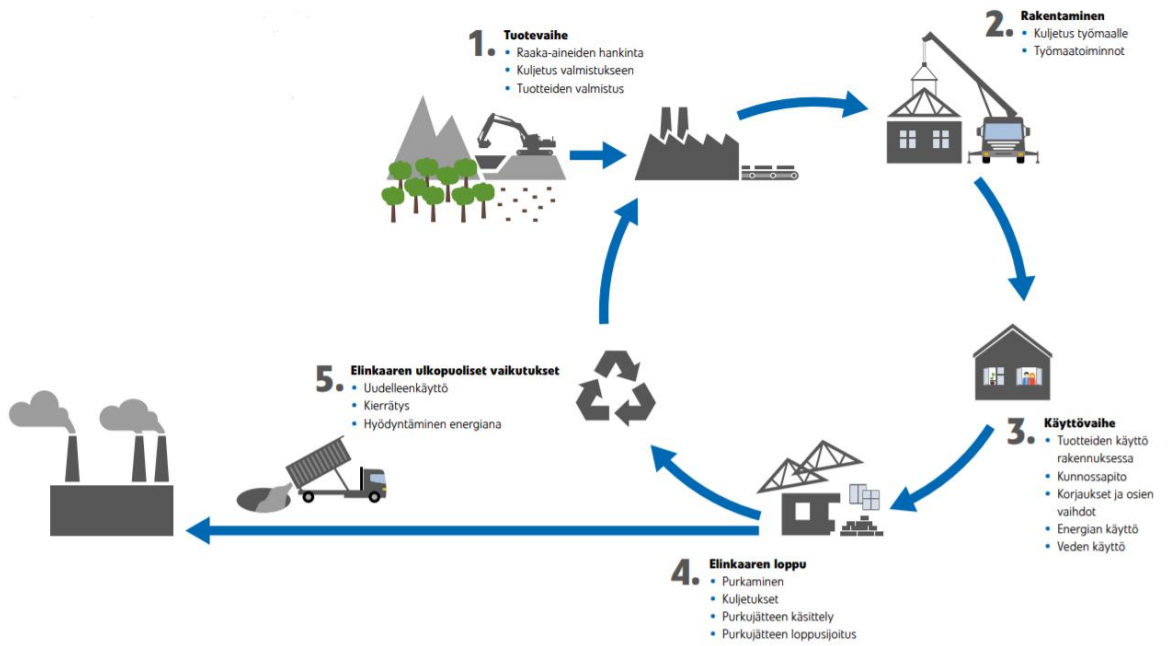 1. Tuotevaihe
• Raaka-aineiden hankinta
• Kuljetus valmistukseen
• Tuotteiden valmistus
2. Rakentaminen
• Kuljetus työmaalle
• Työmaatoiminnot
3. Käyttövaihe
• Tuotteiden käyttö
rakennuksessa
• Kunnossapito
• Korjaukset ja osien
vaihdot
• Energian käyttö
• Veden käyttö
4. Elinkaaren loppu
• Purkaminen
• Kuljetukset
• Purkujätteen käsittely
• Purkujätteen loppusijoitus
5. Elinkaaren ulkopuoliset vaikutukset
• Uudelleenkäyttö
• Kierrätys
• Hyödyntäminen energiana